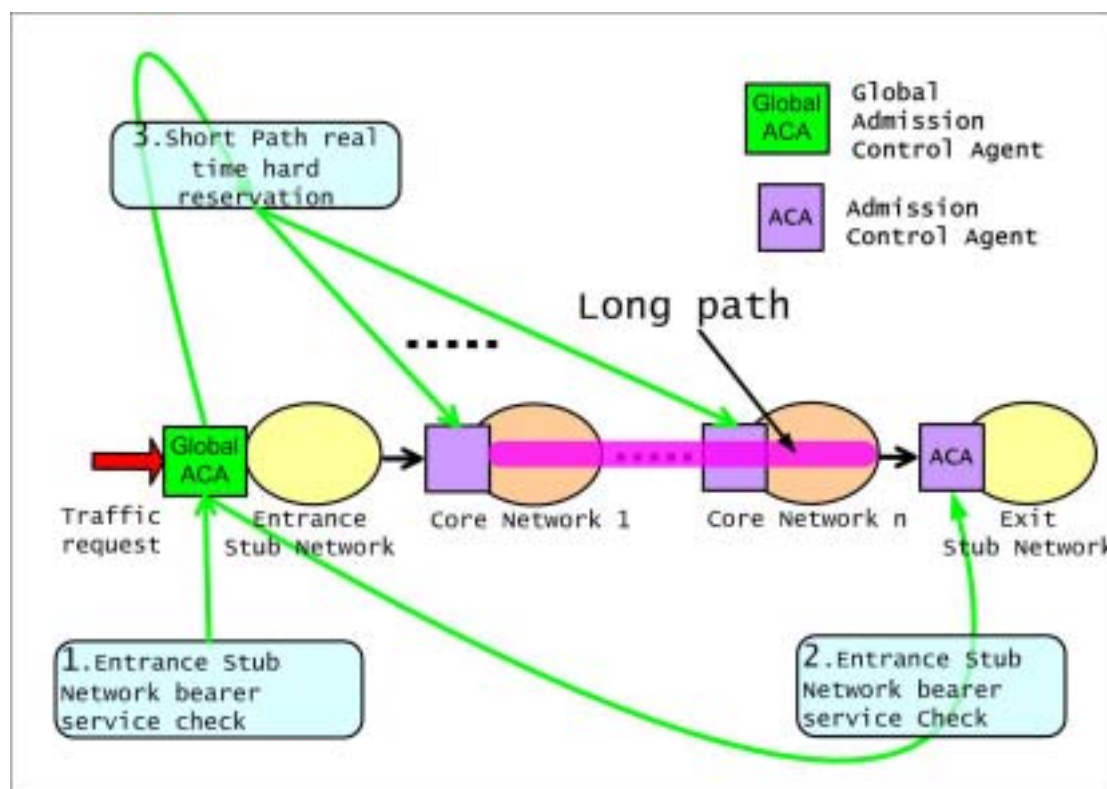 3.Short Path real
time hard
reservation
Global
ACA
Global
Admission
Control Agent
ACA
Admission
Control Agent
Long path
Global
ACA
ACA
Traffic
request
Entrance
Stub Network
Core Network 1
Core Network n
Exit
Stub Network
1.Entrance Stub
Network bearer
service check
2.Entrance Stub
Network bearer
service Check